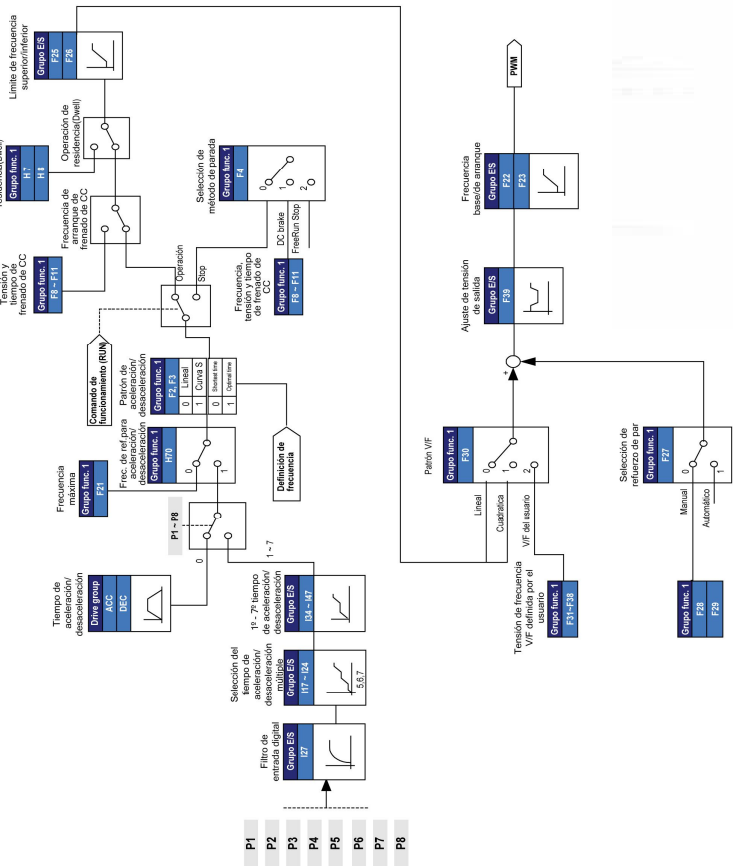 P1
P2
P3
P4
P5
P6
P7
P8
Filtro de
entrada digital
Grupo E/S
I27
Selección del
tiempo de
aceleración/
desaceleración
múltiple
Grupo E/S
I17 ~ I24
5,6,7
1º - 7º tiempo
de aceleración/
desaceleración
Grupo E/S
I34 ~ I47
Tiempo de
aceleración/
desaceleración
Drive group
ACC
DEC
0
1 ~ 7
P1 ~ P8
Frecuencia
máxima
Grupo func. 1
F21
Frec. de ref.para
aceleración/
desaceleración
Grupo func. 1
H70
0
1
Definición de
frecuencia
Patrón de
aceleración/
desaceleración
Grupo func. 1
F2, F3
0 Lineal
1 Curva S
0 Shortest time
1 Optimal time
Comando de
funcionamiento (RUN)
Operación
Stop
Tensión y
tiempo de
frenado de CC
Grupo func. 1
F8 ~ F11
Frecuencia de
arranque de
frenado de CC
Frecuencia,
tensión y tiempo
de frenado de
CC
Grupo func. 1
F8 ~ F11
Selección de
método de parada
Grupo func. 1
F4
0
1
2
DC brake
FreeRun Stop
Grupo func. 1
H 7
Operación de
residencia(Dwell)
Límite de frecuencia
superior/inferior
Grupo E/S
F25
F26
Tensión de frecuencia
V/F definida por el
usuario
Grupo func. 1
F31~F38
Patrón V/F
Grupo func. 1
F30
Lineal
Cuadratica
V/F del usuario
0
1
2
Grupo func. 1
F28
F29
Selección de
refuerzo de par
Grupo func. 1
F27
Manual
Automático
0
1
+
Ajuste de tensión
de salida
Grupo E/S
F39
Frecuencia
base/de arranque
Grupo E/S
F22
F23
PWM